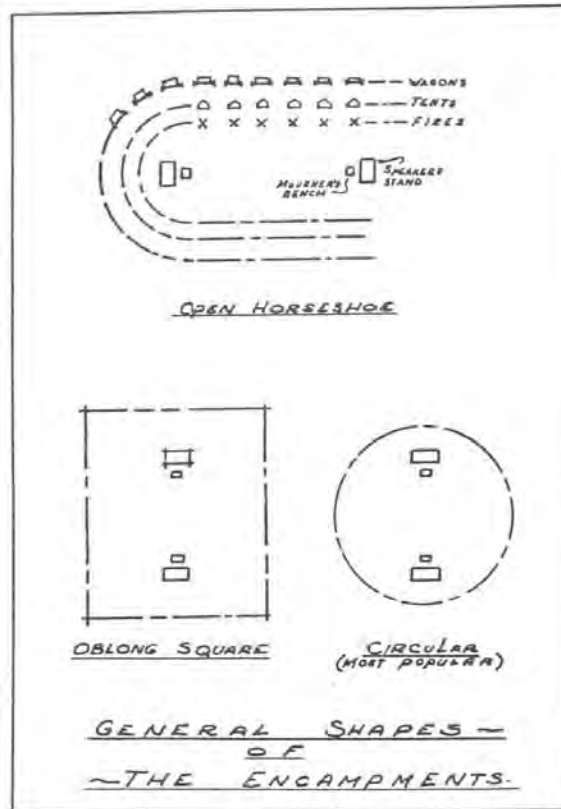 WAGONS
TENTS
FIRES
MOURNER'S
BENCH
SPEAKERS
STAND
OPEN HORSESHOE
OBLONG SQUARE
CIRCULAR
(MOST POPULAR)
GENERAL SHAPES ~
OF
~ THE ENCAMPMENTS.